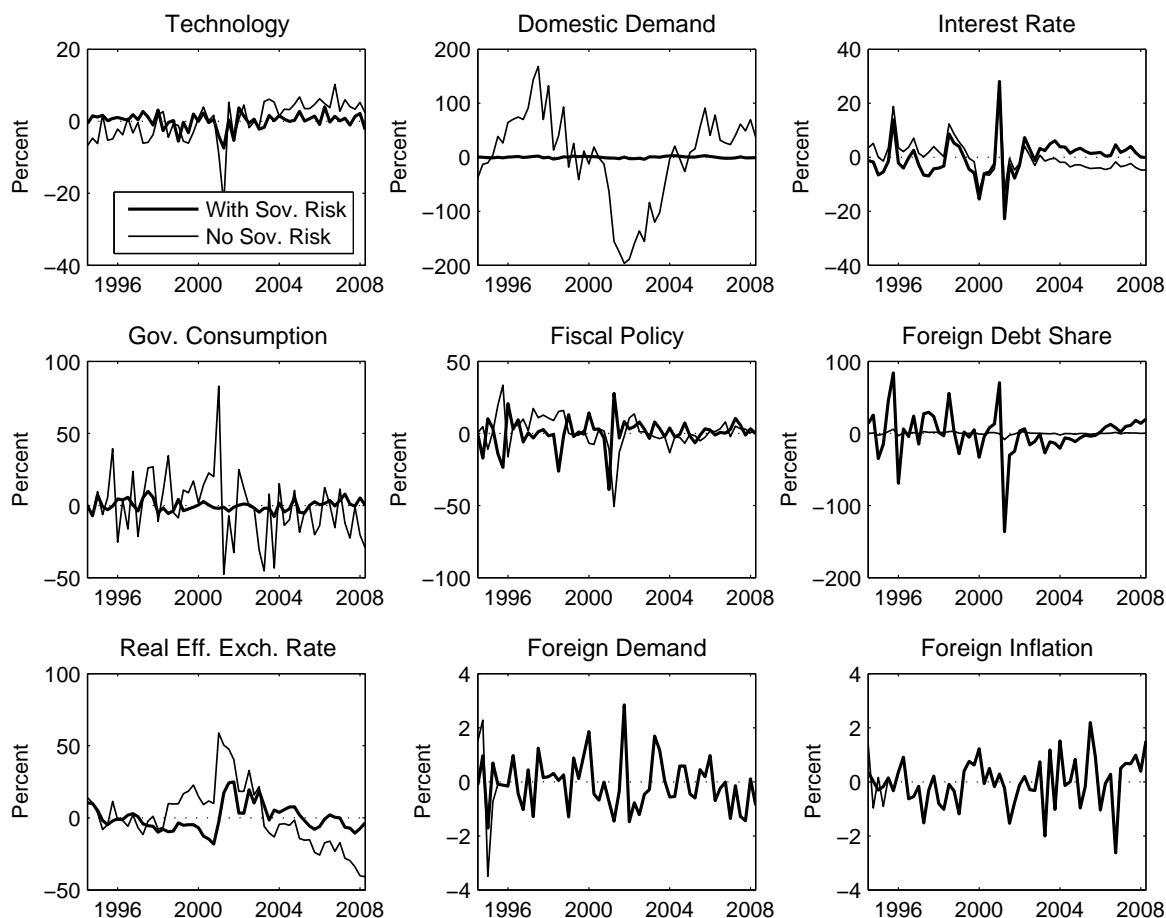 Technology
20
0
−20
−40
Percent
With Sov. Risk
No Sov. Risk
1996 2000 2004 2008
Domestic Demand
200
100
0
−100
−200
Percent
1996 2000 2004 2008
Interest Rate
40
20
0
20
40
Percent
1996 2000 2004 2008
Gov. Consumption
100
50
0
−50
Percent
1996 2000 2004 2008
Fiscal Policy
50
0
−50
−100
Percent
1996 2000 2004 2008
Foreign Debt Share
100
0
−100
−200
Percent
1996 2000 2004 2008
Real Eff. Exch. Rate
100
50
0
−50
Percent
1996 2000 2004 2008
Foreign Demand
4
2
0
−2
−4
Percent
1996 2000 2004 2008
Foreign Inflation
4
2
0
−2
−4
Percent
1996 2000 2004 2008